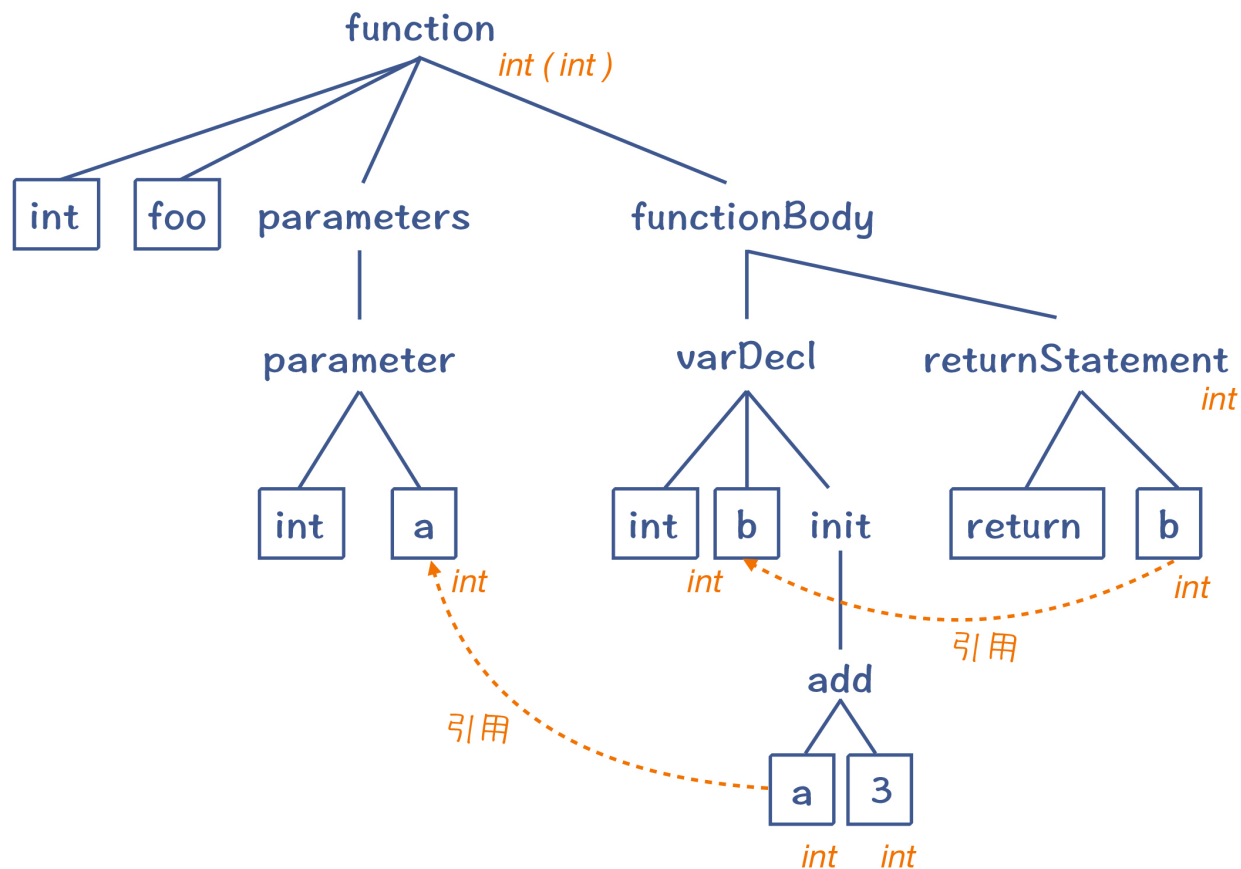 function
int ( int )
int foo parameters functionBody
parameter varDecl returnStatement
int
int a int b init return b
int int int
引用
add
引用
a 3
int int